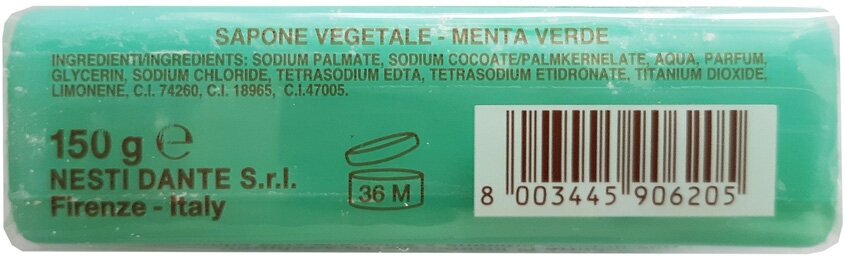 SAPONE VEGETALE - MENTA VERDE
INGREDIENTI/INGREDIENTS: SODIUM PALMATE, SODIUM COCOATE/PALMKERNELATE, AQUA, PARFUM,
GLYCERIN, SODIUM CHLORIDE, TETRASODIUM EDTA, TETRASODIUM ETIDRONATE, TITANIUM DIOXIDE,
LIMONENE, C.I. 74260, C.I. 18965, C.I.47005.
150 g ℮
NESTI DANTE S.r.l.
Firenze - Italy
36 M
8 003445 906205